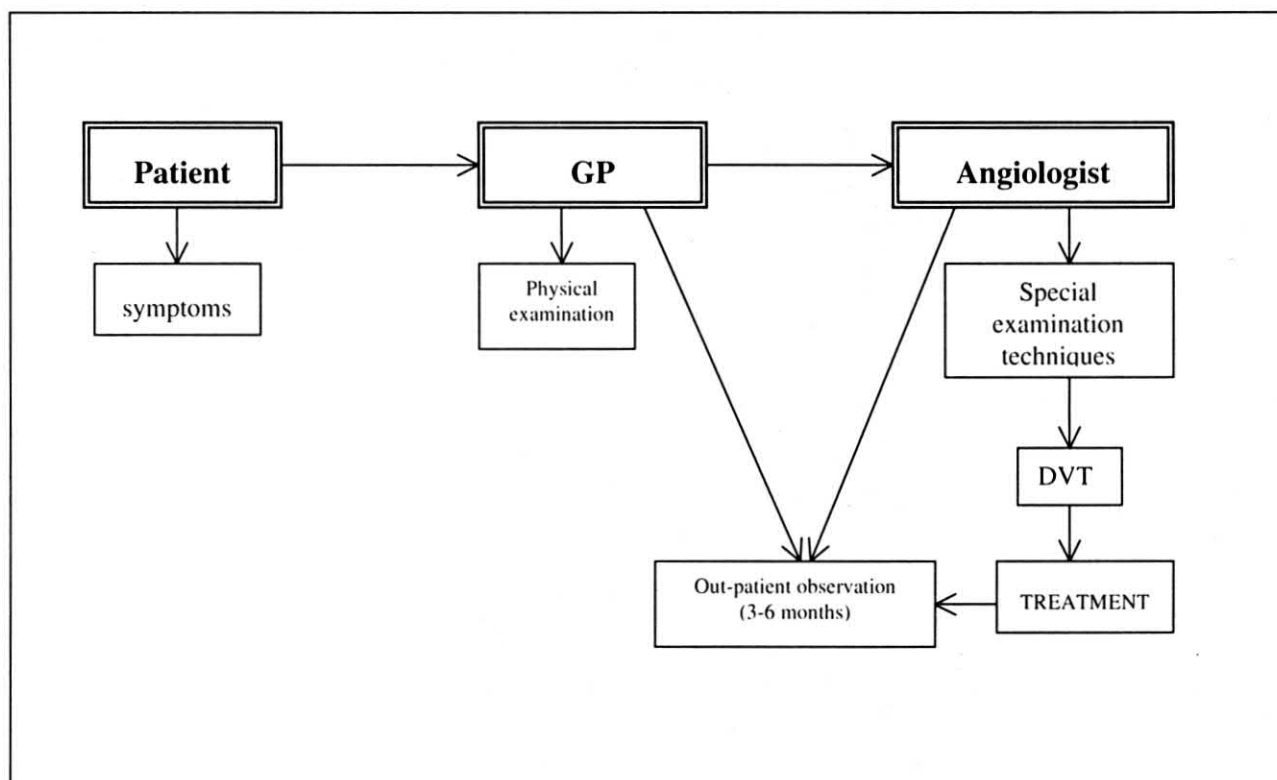 Patient
GP
Angiologist
symptoms
Physical
examination
Special
examination
techniques
DVT
Out-patient observation
(3-6 months)
TREATMENT